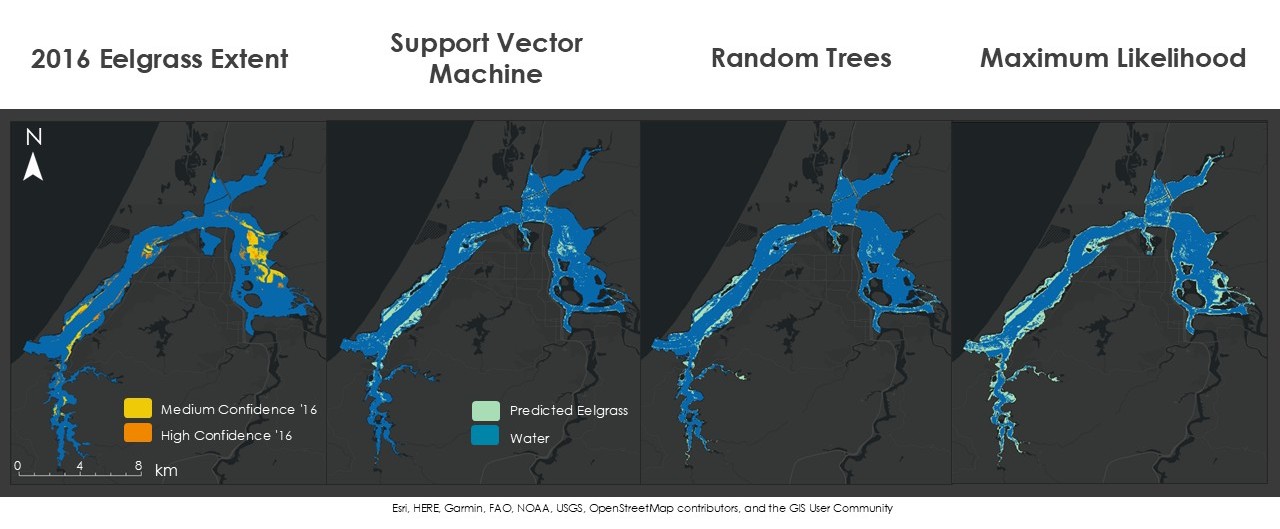 2016 Eelgrass Extent
Support Vector
Machine
Random Trees
Maximum Likelihood
N
Medium Confidence '16
High Confidence '16
0 4 8 km
Predicted Eelgrass
Water
Esri, HERE, Garmin, FAO, NOAA, USGS, OpenStreetMap contributors, and the GIS User Community